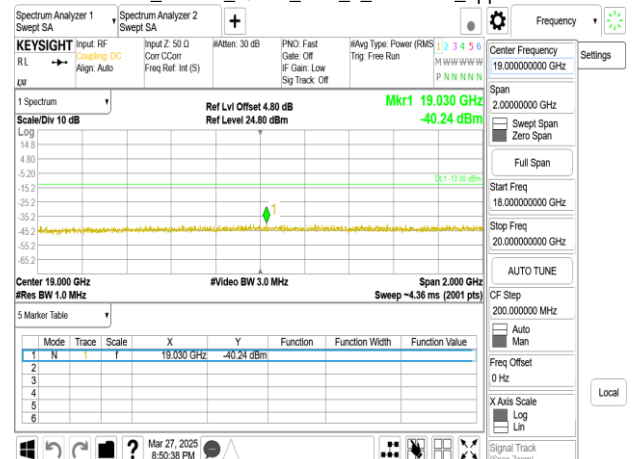 Spectrum Analyzer 1
Swept SA
Spectrum Analyzer 2
Swept SA
Frequency
KEYSIGHT
RL
Input: RF
Coupling: DC
Align: Auto
Input Z: 50 Ω
Corr CCorr
Freq Ref: Int (S)
#Atten: 30 dB
PNO: Fast
Gate: Off
IF Gain: Low
Sig Track: Off
#Avg Type: Power (RMS
Trig: Free Run
1 2 3 4 5 6
M W W W W W
P N N N N N
1 Spectrum
Scale/Div 10 dB
Ref Lvl Offset 4.80 dB
Ref Level 24.80 dBm
Mkr1 19.030 GHz
-40.24 dBm
Log
14.8
4.80
-5.20
-15.2
-25.2
-35.2
-45.2
-55.2
-65.2
DL1 -13.05 dBm
1
Center 19.000 GHz
#Res BW 1.0 MHz
#Video BW 3.0 MHz
Span 2.000 GHz
Sweep ~4.36 ms (2001 pts)
5 Marker Table
Mode Trace Scale X Y Function Function Width Function Value
1 N 1 f 19.030 GHz -40.24 dBm
2
3
4
5
6
Mar 27, 2025
8:50:38 PM
Center Frequency
19.000000000 GHz
Settings
Span
2.00000000 GHz
Swept Span
Zero Span
Full Span
Start Freq
18.000000000 GHz
Stop Freq
20.000000000 GHz
AUTO TUNE
CF Step
200.000000 MHz
Auto
Man
Freq Offset
0 Hz
X Axis Scale
Log
Lin
Local
Signal Track